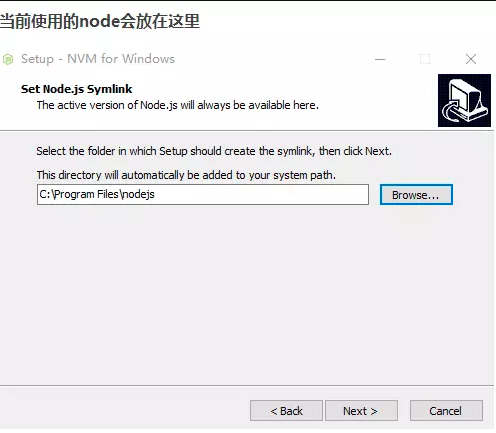 当前使用的node会放在这里
Setup - NVM for Windows
Set Node.js Symlink
The active version of Node.js will always be available here.
Select the folder in which Setup should create the symlink, then click Next.
This directory will automatically be added to your system path.
C:\Program Files\nodejs
Browse...
< Back
Next >
Cancel